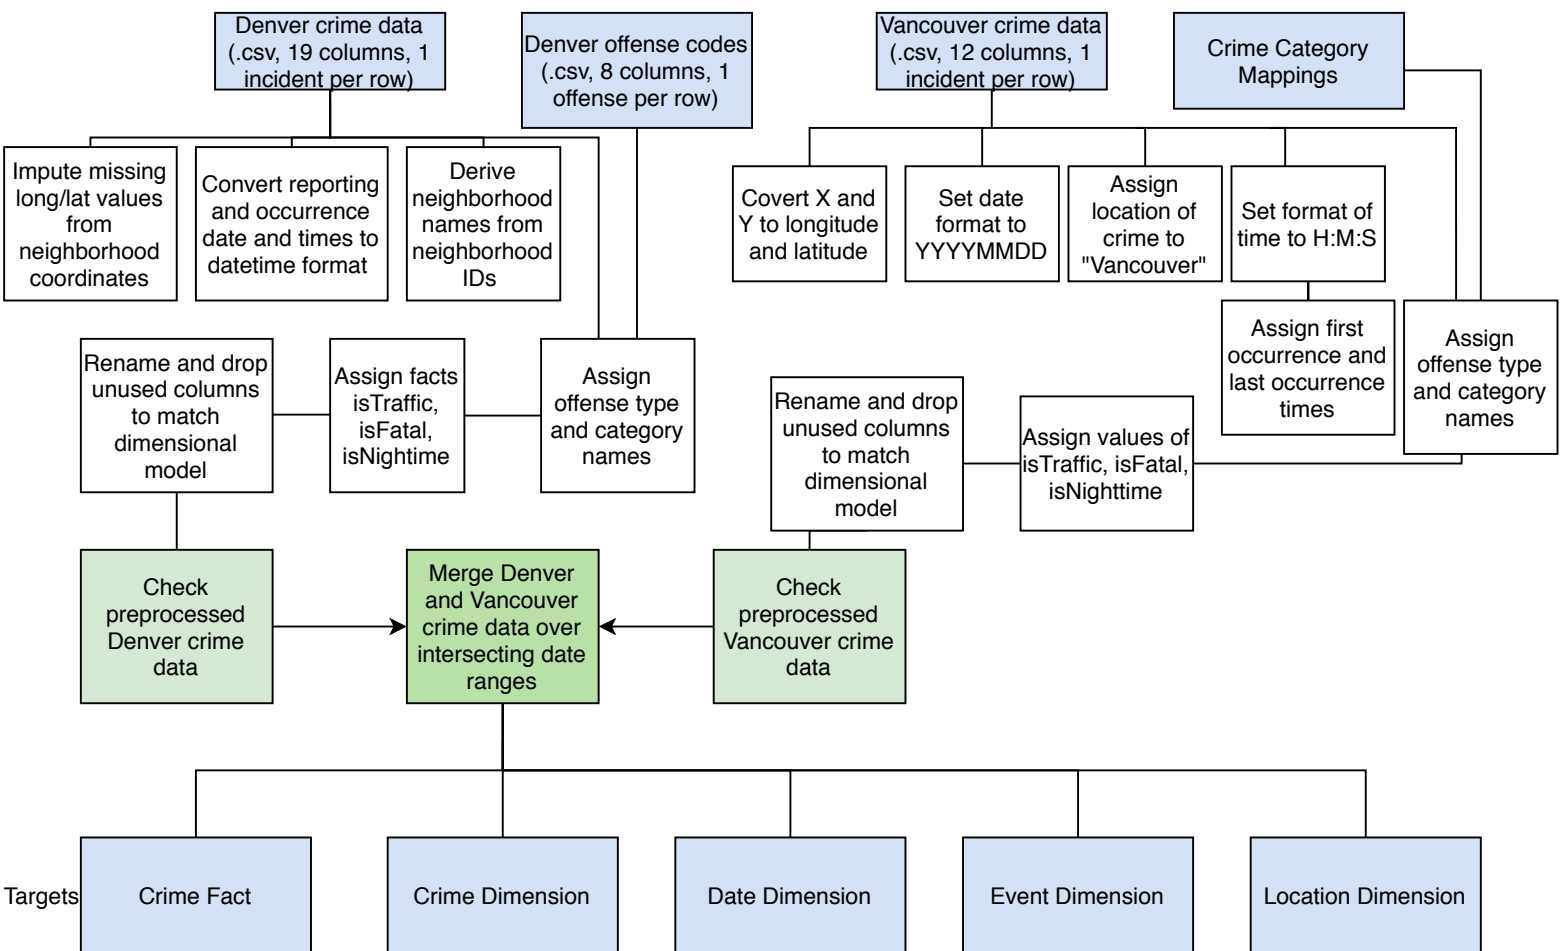 Denver crime data
(.csv, 19 columns, 1
incident per row)
Denver offense codes
(.csv, 8 columns, 1
offense per row)
Vancouver crime data
(.csv, 12 columns, 1
incident per row)
Crime Category
Mappings
Impute missing
long/lat values
from
neighborhood
coordinates
Convert reporting
and occurrence
date and times to
datetime format
Derive
neighborhood
names from
neighborhood
IDs
Covert X and
Y to longitude
and latitude
Set date
format to
YYYYMMDD
Assign
location of
crime to
"Vancouver"
Set format of
time to H:M:S
Assign first
occurrence and
last occurrence
times
Assign
offense type
and category
names
Rename and drop
unused columns
to match
dimensional
model
Assign facts
isTraffic,
isFatal,
isNightime
Assign
offense type
and category
names
Rename and drop
unused columns
to match
dimensional
model
Assign values of
isTraffic, isFatal,
isNighttime
Check
preprocessed
Denver crime
data
Merge Denver
and Vancouver
crime data over
intersecting date
ranges
Check
preprocessed
Vancouver crime
data
Targets
Crime Fact
Crime Dimension
Date Dimension
Event Dimension
Location Dimension